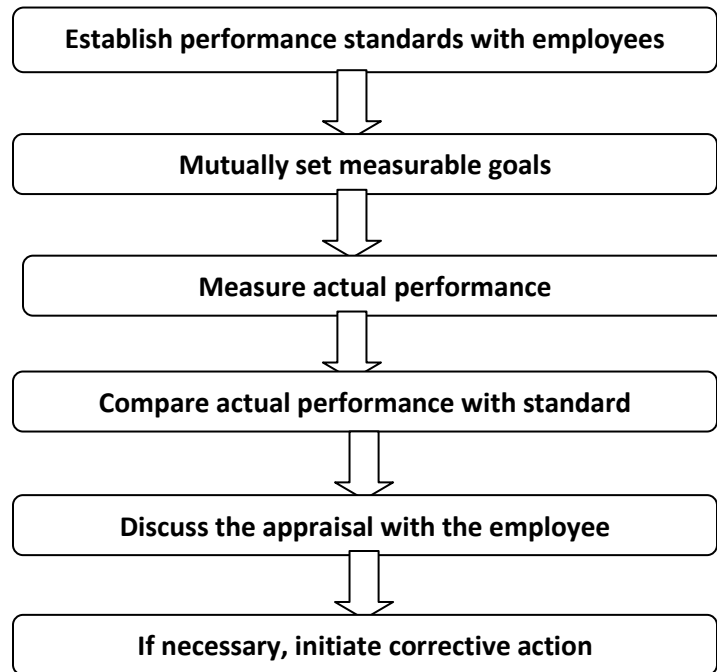 Establish performance standards with employees
Mutually set measurable goals
Measure actual performance
Compare actual performance with standard
Discuss the appraisal with the employee
If necessary, initiate corrective action